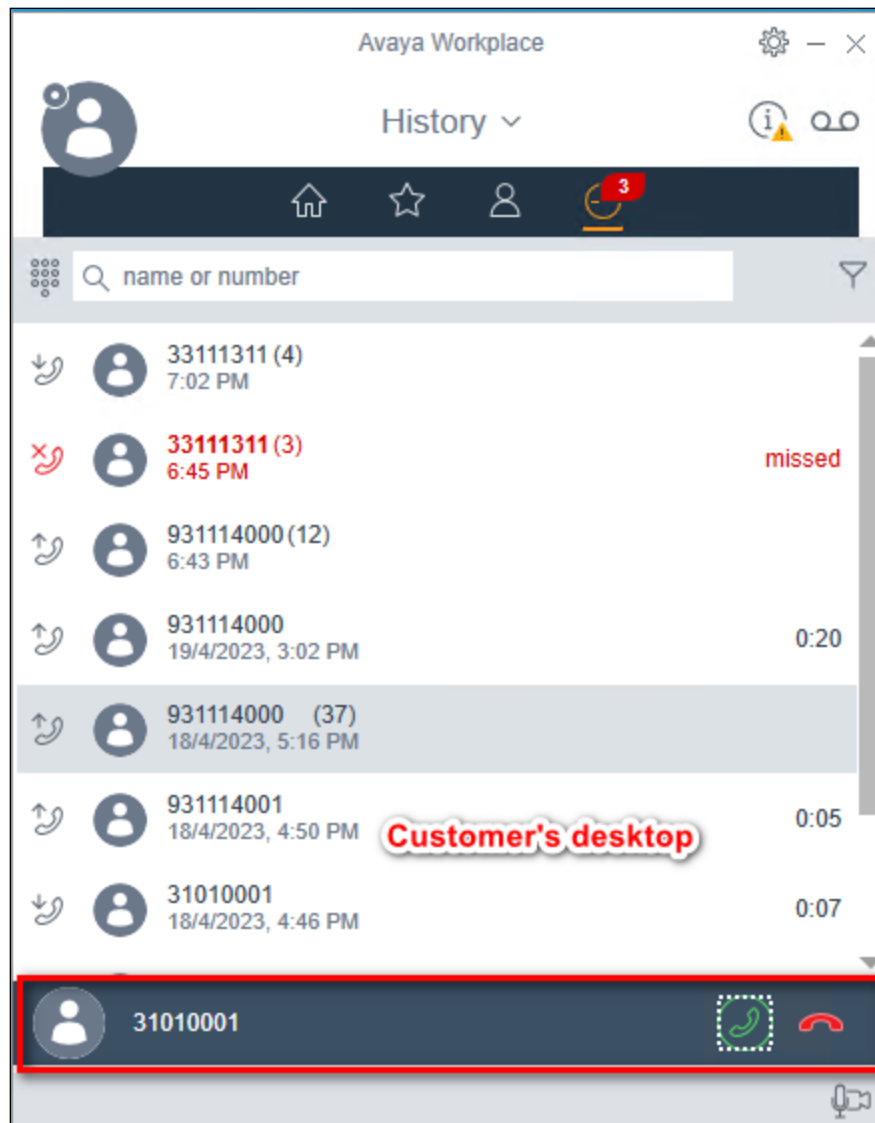 Avaya Workplace
History
3
name or number
33111311 (4)
7:02 PM
33111311 (3)
6:45 PM
missed
931114000 (12)
6:43 PM
931114000
19/4/2023, 3:02 PM
0:20
931114000 (37)
18/4/2023, 5:16 PM
931114001
18/4/2023, 4:50 PM
0:05
Customer's desktop
31010001
18/4/2023, 4:46 PM
0:07
31010001